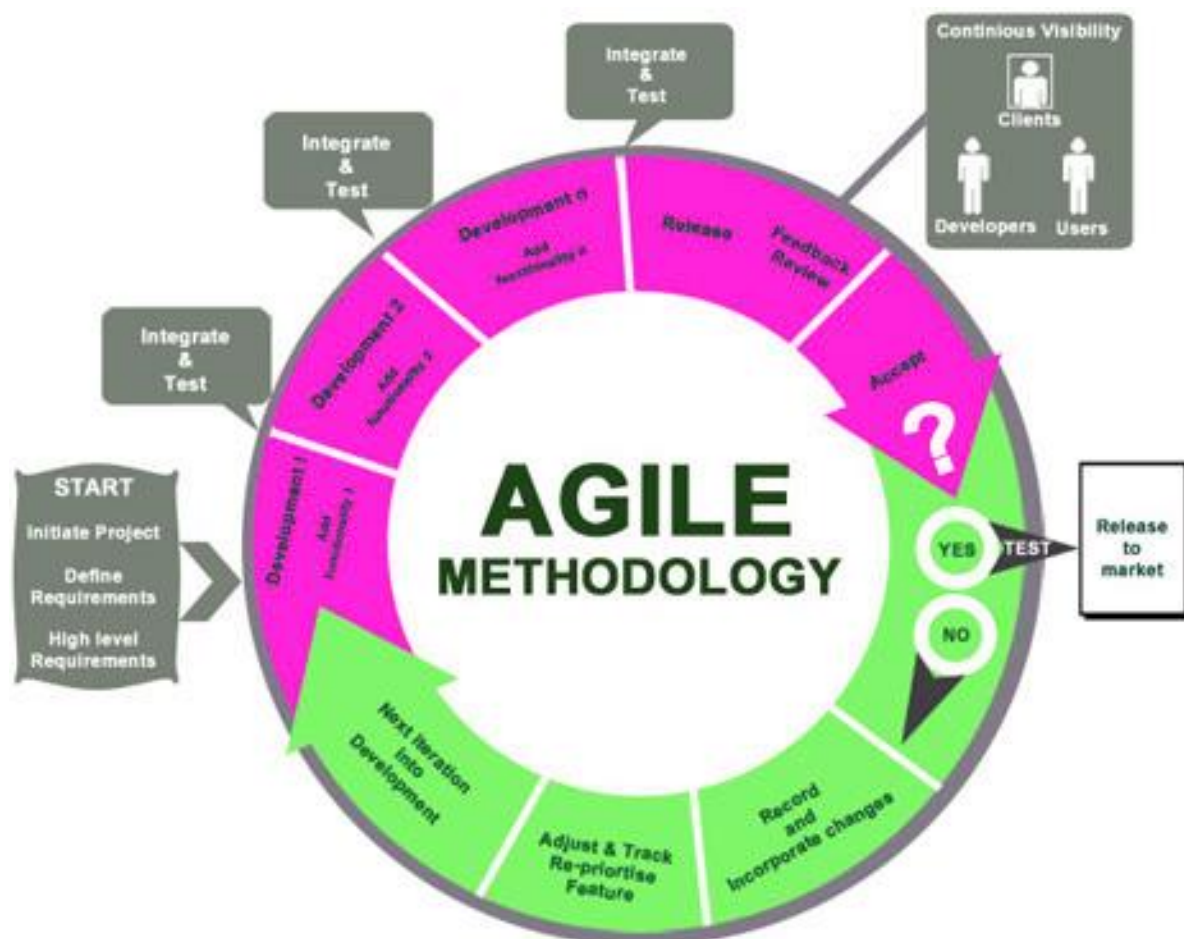 START
Initiate Project
Define
Requirements
High level
Requirements
Integrate
&
Test
Integrate
&
Test
Integrate
&
Test
Continious Visibility
Clients
Developers
Users
Development 1
Add
functionality 1
Development 2
Add
functionality 2
Development n
Add
Release
Feedback
Review
Accept
?
YES
TEST
Release
to
market
NO
Record
and
Incorporate changes
Adjust & Track
Re-priortise
Feature
Next Iteration
into
Development
AGILE
METHODOLOGY